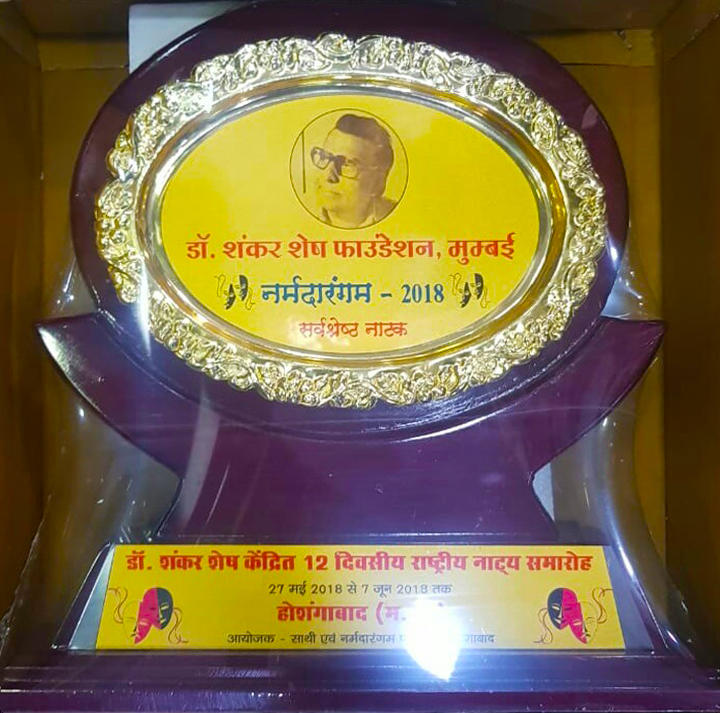 डॉ. शंकर शेष फाउंडेशन, मुम्बई
नर्मदारंगम - 2018
सर्वश्रेष्ठ नाटक
डॉ. शंकर शेष केंद्रित 12 दिवसीय राष्ट्रीय नाट्य समारोह
27 मई 2018 से 7 जून 2018 तक
होशंगाबाद (म.
आयोजक - साथी एवं नर्मदारंगम